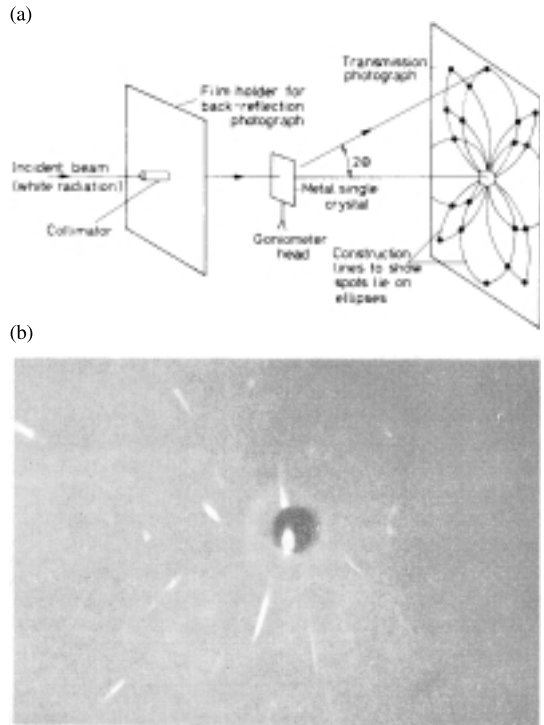 (a)
Film holder for
back-reflection
photograph
Transmission
photograph
Incident beam
(white radiation)
Collimator
2θ
Metal single
crystal
Goniometer
head
Construction
lines to show
spots lie on
ellipses
(b)